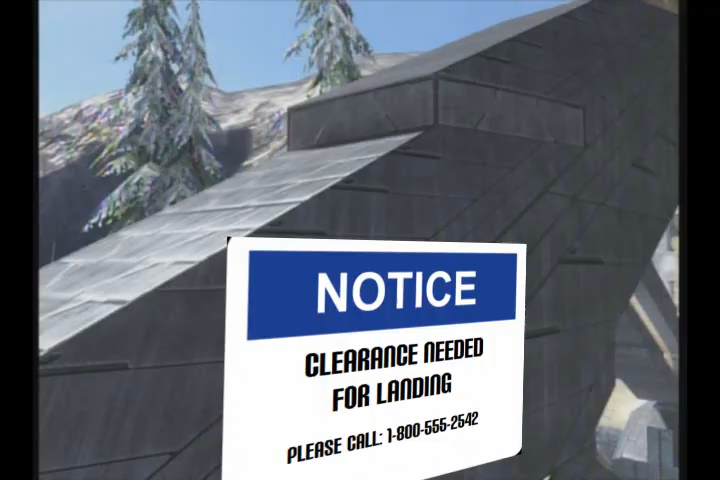 NOTICE
CLEARANCE NEEDED
FOR LANDING
PLEASE CALL: 1-800-555-2542